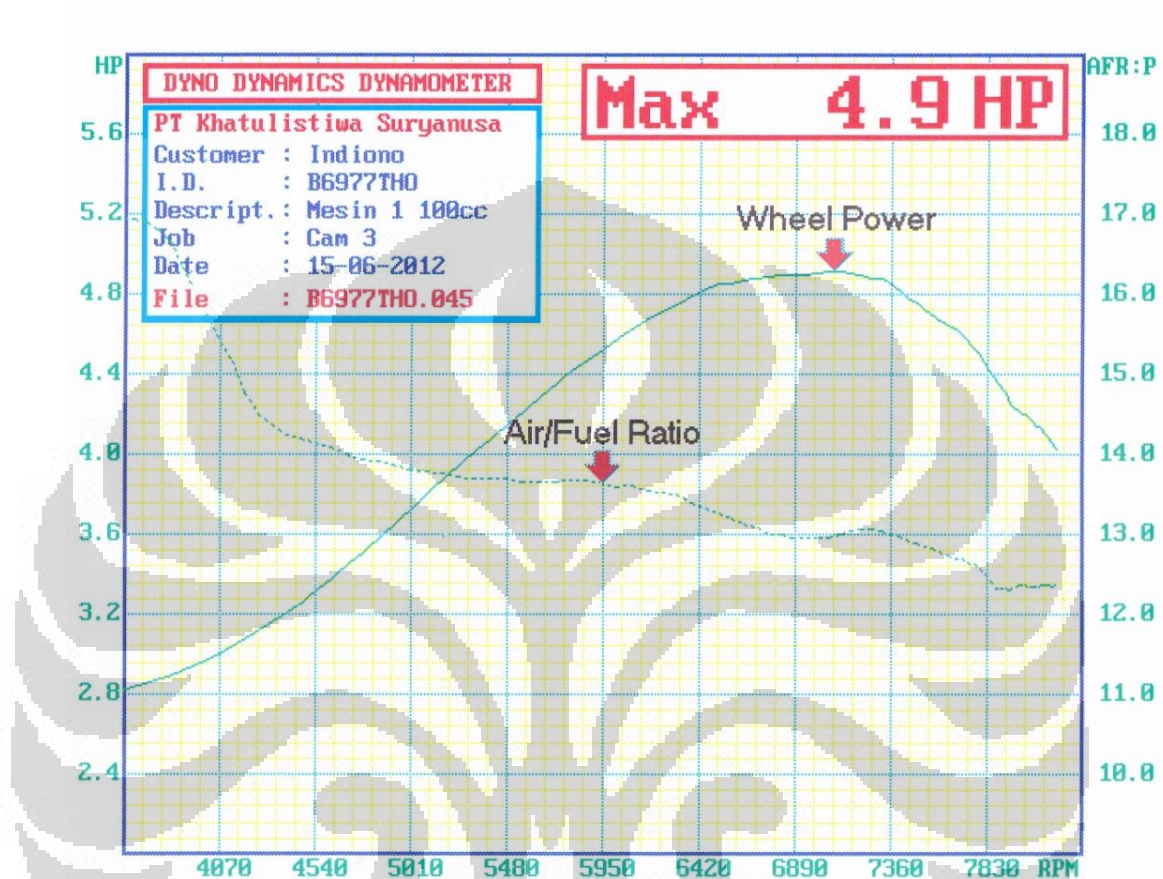 HP
AFR:P
DYNO DYNAMICS DYNAMOMETER
Max 4.9 HP
PT Khatulistiwa Suryanusa
Customer : Indiono
I.D. : B6977THO
Descript.: Mesin 1 100cc
Job : Cam 3
Date : 15-06-2012
File : B6977THO.045
Wheel Power
Air/Fuel Ratio
5.6
5.2
4.8
4.4
4.0
3.6
3.2
2.8
2.4
18.0
17.0
16.0
15.0
14.0
13.0
12.0
11.0
10.0
4070 4540 5010 5480 5950 6420 6890 7360 7830 RPM